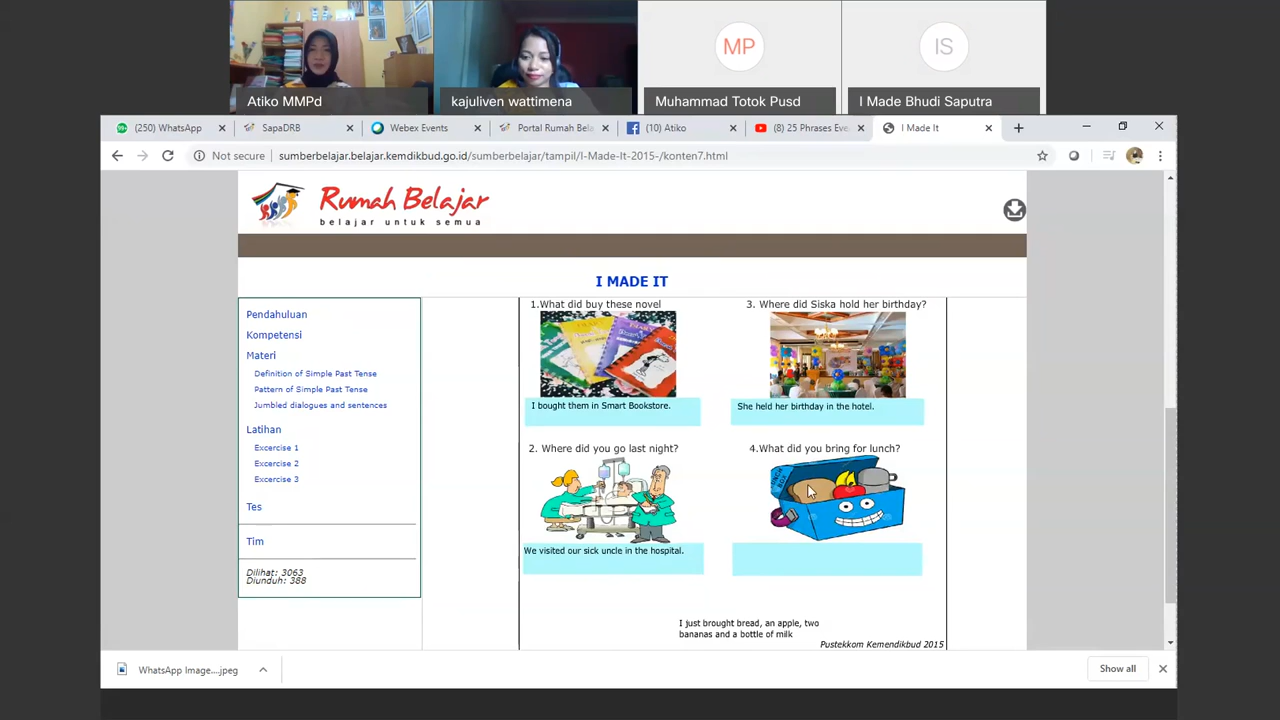 MP
IS
Atiko MMPd
kajuliven wattimena
Muhammad Totok Pusd
I Made Bhudi Saputra
(250) WhatsApp
SapaDRB
Webex Events
Portal Rumah Bel
(10) Atiko
(8) 25 Phrases Eve
I Made It
Not secure
sumberbelajar.belajar.kemdikbud.go.id/sumberbelajar/tampil/I-Made-It-2015-/konten7.html
Rumah Belajar
belajar untuk semua
I MADE IT
Pendahuluan
Kompetensi
Materi
Definition of Simple Past Tense
Pattern of Simple Past Tense
Jumbled dialogues and sentences
Latihan
Excercise 1
Excercise 2
Excercise 3
Tes
Tim
Dilihat: 3063
Diunduh: 388
1.What did buy these novel
I bought them in Smart Bookstore.
3. Where did Siska hold her birthday?
She held her birthday in the hotel.
2. Where did you go last night?
We visited our sick uncle in the hospital.
4.What did you bring for lunch?
I just brought bread, an apple, two
bananas and a bottle of milk
Pustekkom Kemendikbud 2015
WhatsApp Image....jpeg
Show all